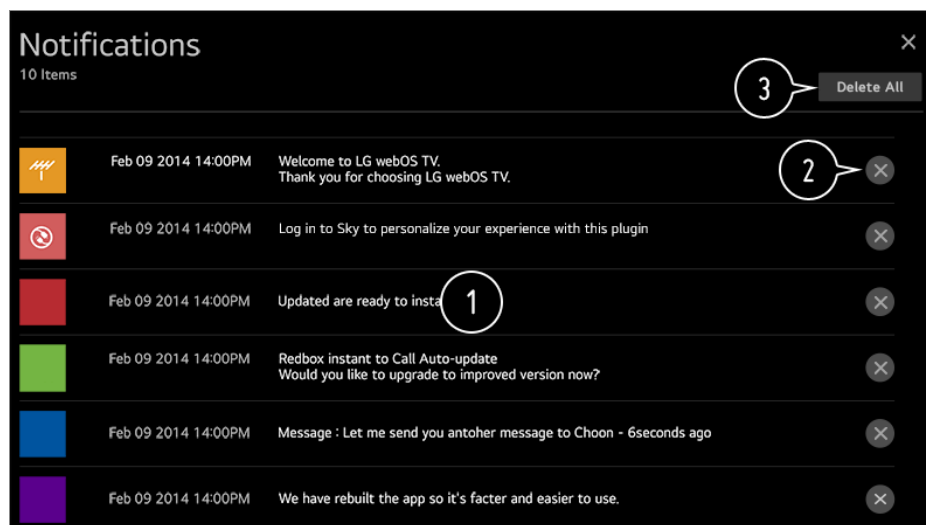 Notifications
10 Items
3
Delete All
Feb 09 2014 14:00PM
Welcome to LG webOS TV.
Thank you for choosing LG webOS TV.
2
Feb 09 2014 14:00PM
Log in to Sky to personalize your experience with this plugin
Feb 09 2014 14:00PM
Updated are ready to insta
1
Feb 09 2014 14:00PM
Redbox instant to Call Auto-update
Would you like to upgrade to improved version now?
Feb 09 2014 14:00PM
Message : Let me send you antoher message to Choon - 6seconds ago
Feb 09 2014 14:00PM
We have rebuilt the app so it's facter and easier to use.